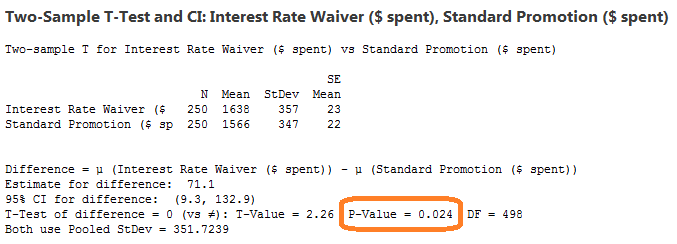 Two-Sample T-Test and CI: Interest Rate Waiver ($ spent), Standard Promotion ($ spent)
Two-sample T for Interest Rate Waiver ($ spent) vs Standard Promotion ($ spent)
SE
N Mean StDev Mean
Interest Rate Waiver ($ 250 1638 357 23
Standard Promotion ($ sp 250 1566 347 22
Difference = μ (Interest Rate Waiver ($ spent)) - μ (Standard Promotion ($ spent))
Estimate for difference: 71.1
95% CI for difference: (9.3, 132.9)
T-Test of difference = 0 (vs ≠): T-Value = 2.26 P-Value = 0.024 DF = 498
Both use Pooled StDev = 351.7239